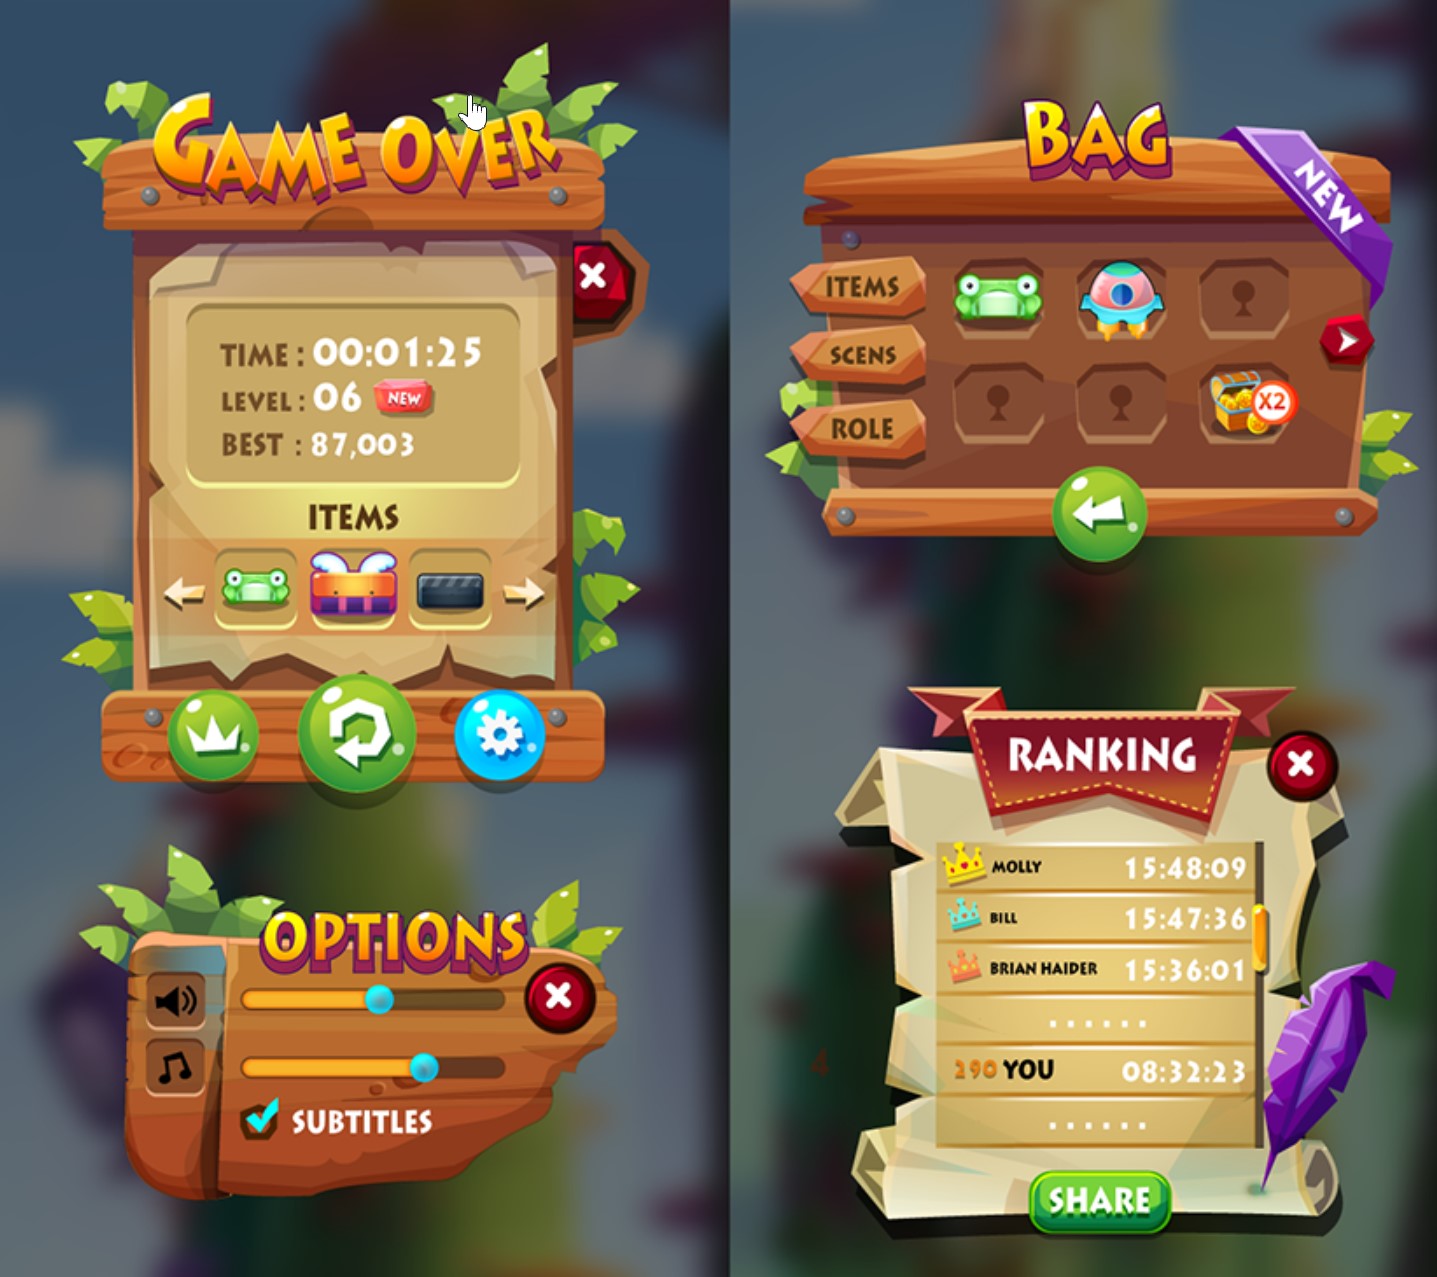 GAME OVER
TIME : 00:01:25
LEVEL : 06 NEW
BEST : 87,003
ITEMS
OPTIONS
SUBTITLES
BAG
NEW
ITEMS
SCENS
ROLE
X2
RANKING
MOLLY 15:48:09
BILL 15:47:36
BRIAN HAIDER 15:36:01
......
290 YOU 08:32:23
......
SHARE